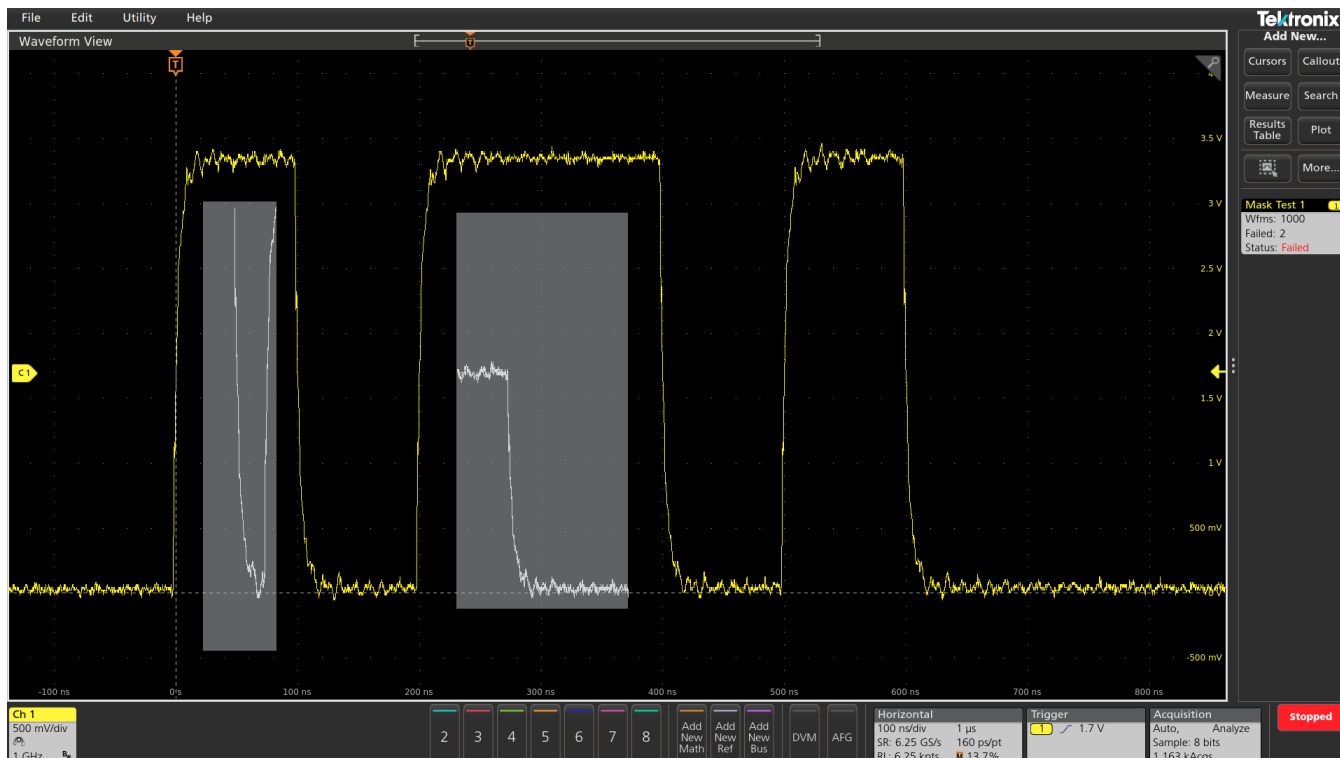 File Edit Utility Help
Tektronix
Waveform View
Add New...
T
T
Cursors Callout
Measure Search
Results Table Plot
More...
Mask Test 1 1
Wfms: 1000
Failed: 2
Status: Failed
3.5 V
3 V
2.5 V
2 V
C 1
1.5 V
1 V
500 mV
-500 mV
-100 ns 0 s 100 ns 200 ns 300 ns 400 ns 500 ns 600 ns 700 ns 800 ns
Ch 1
500 mV/div
1 GHz
2 3 4 5 6 7 8
Add New Math
Add New Ref
Add New Bus
DVM AFG
Horizontal
100 ns/div 1 µs
SR: 6.25 GS/s 160 ps/pt
RL: 6.25 kpts 13.7%
Trigger
1 1.7 V
Acquisition
Auto, Analyze
Sample: 8 bits
1.163 kAcqs
Stopped